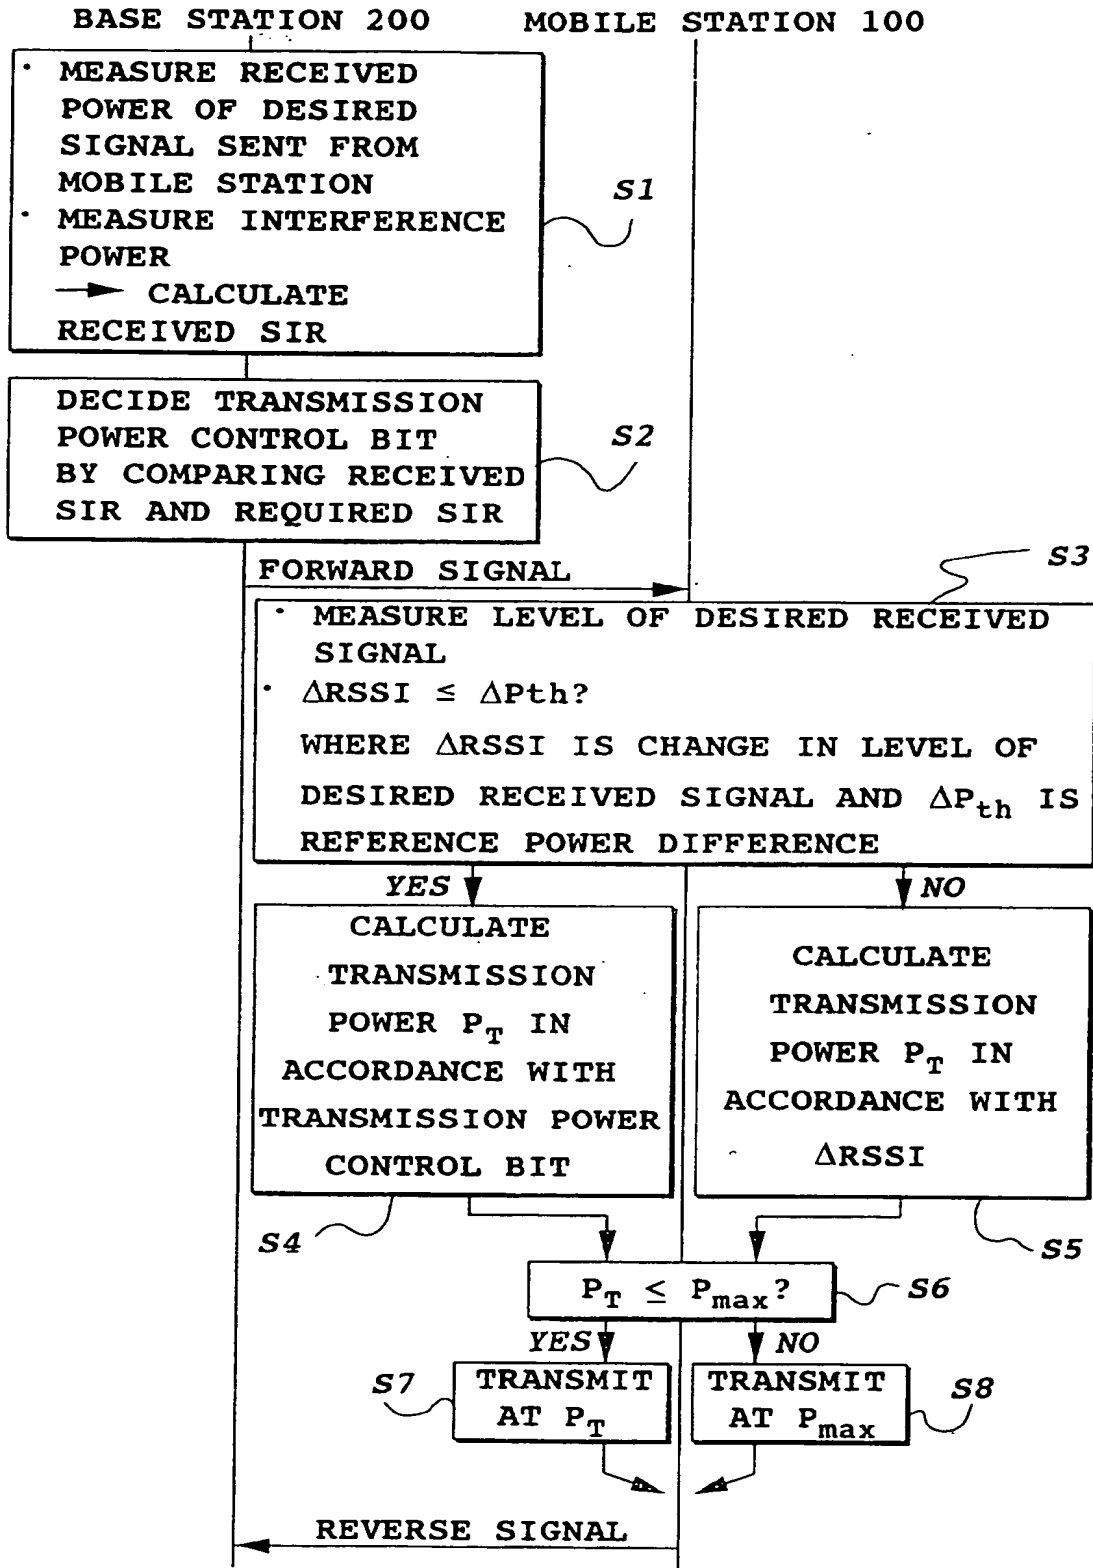 BASE STATION 200 MOBILE STATION 100
· MEASURE RECEIVED
POWER OF DESIRED
SIGNAL SENT FROM
MOBILE STATION
· MEASURE INTERFERENCE
POWER
→ CALCULATE
RECEIVED SIR
S1
DECIDE TRANSMISSION
POWER CONTROL BIT
BY COMPARING RECEIVED
SIR AND REQUIRED SIR
S2
FORWARD SIGNAL
S3
· MEASURE LEVEL OF DESIRED RECEIVED
SIGNAL
· ΔRSSI ≤ ΔPth?
WHERE ΔRSSI IS CHANGE IN LEVEL OF
DESIRED RECEIVED SIGNAL AND ΔPth IS
REFERENCE POWER DIFFERENCE
YES
NO
CALCULATE
TRANSMISSION
POWER PT IN
ACCORDANCE WITH
TRANSMISSION POWER
CONTROL BIT
S4
CALCULATE
TRANSMISSION
POWER PT IN
ACCORDANCE WITH
ΔRSSI
S5
PT ≤ Pmax?
S6
YES
NO
S7
TRANSMIT
AT PT
TRANSMIT
AT Pmax
S8
REVERSE SIGNAL